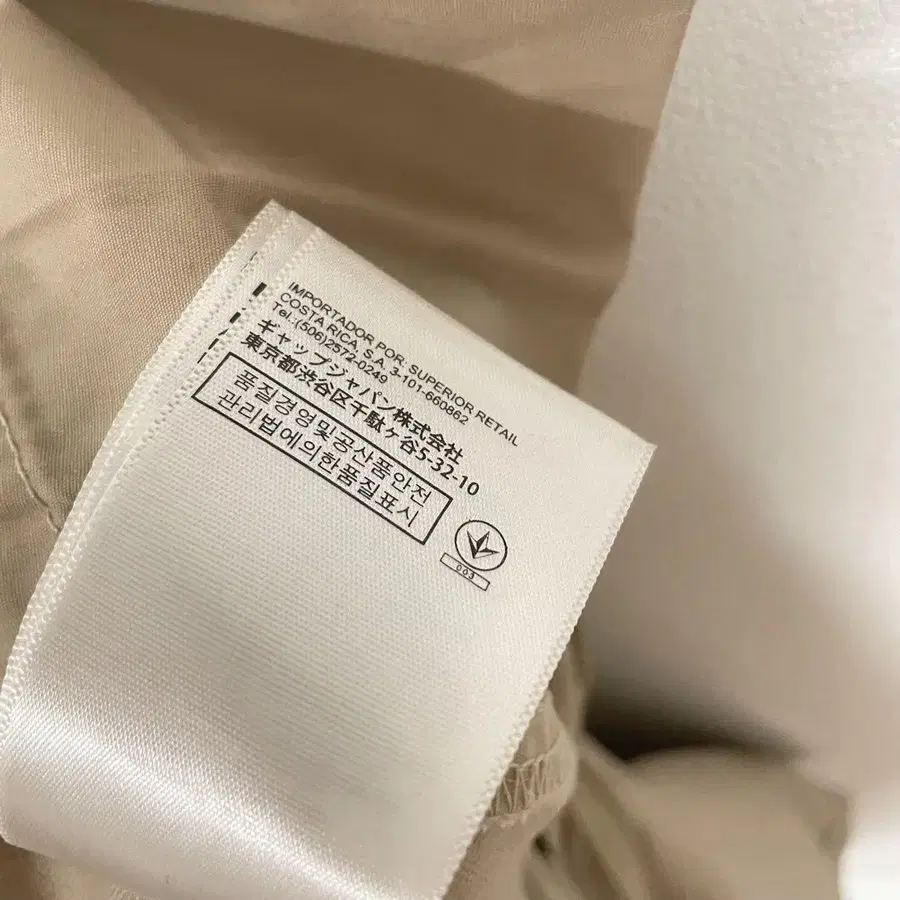 IMPORTADOR POR: SUPERIOR RETAIL
COSTA RICA, S.A. 3-101-660862
Tel.:(506)2572-0249
ギャップジャパン株式会社
東京都渋谷区千駄ヶ谷5-32-10
품질경영및공산품안전
관리법에의한품질표시
003